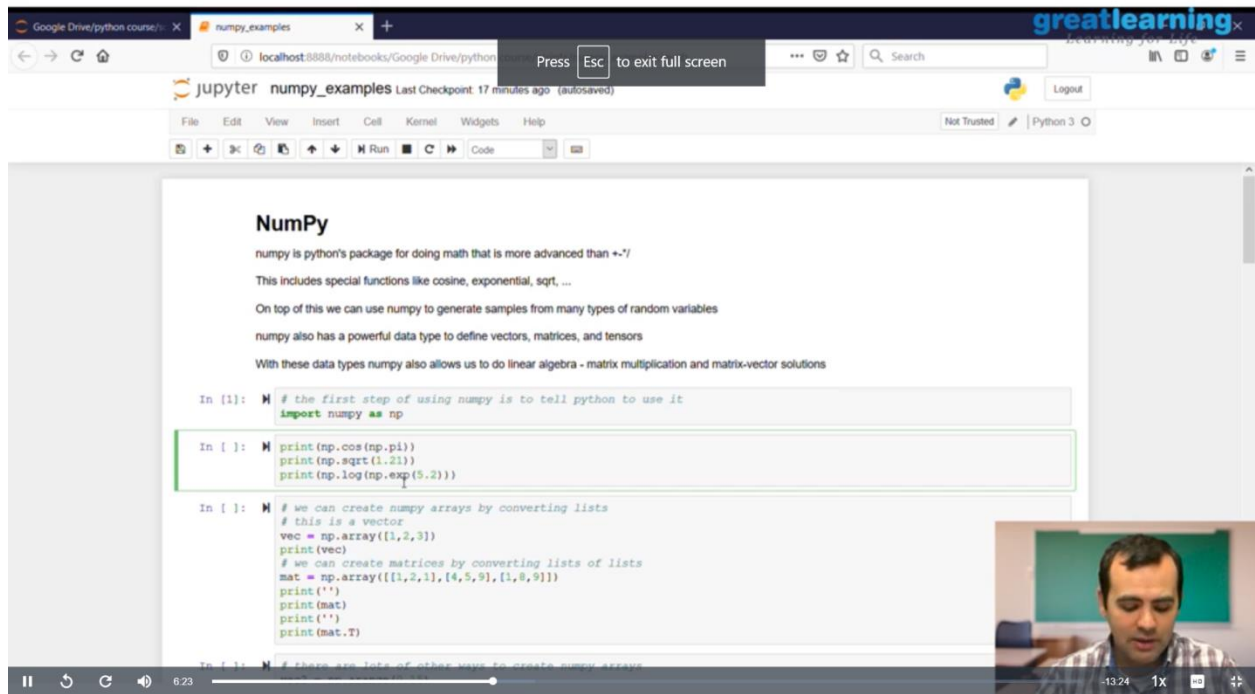 Google Drive/python course/
numpy_examples
greatlearning
Learning for Life
localhost:8888/notebooks/Google Drive/python
Press Esc to exit full screen
Search
jupyter numpy_examples Last Checkpoint: 17 minutes ago (autosaved)
Logout
File Edit View Insert Cell Kernel Widgets Help
Not Trusted Python 3
Run Code
NumPy
numpy is python's package for doing math that is more advanced than +-*/
This includes special functions like cosine, exponential, sqrt, ...
On top of this we can use numpy to generate samples from many types of random variables
numpy also has a powerful data type to define vectors, matrices, and tensors
With these data types numpy also allows us to do linear algebra - matrix multiplication and matrix-vector solutions
In [1]: # the first step of using numpy is to tell python to use it
import numpy as np
In [ ]: print(np.cos(np.pi))
print(np.sqrt(1.21))
print(np.log(np.exp(5.2)))
In [ ]: # we can create numpy arrays by converting lists
# this is a vector
vec = np.array([1,2,3])
print(vec)
# we can create matrices by converting lists of lists
mat = np.array([[1,2,1],[4,5,9],[1,8,9]])
print('')
print(mat)
print('')
print(mat.T)
In [ ]: # there are lots of other ways to create numpy arrays
6:23
-13:24 1x HD